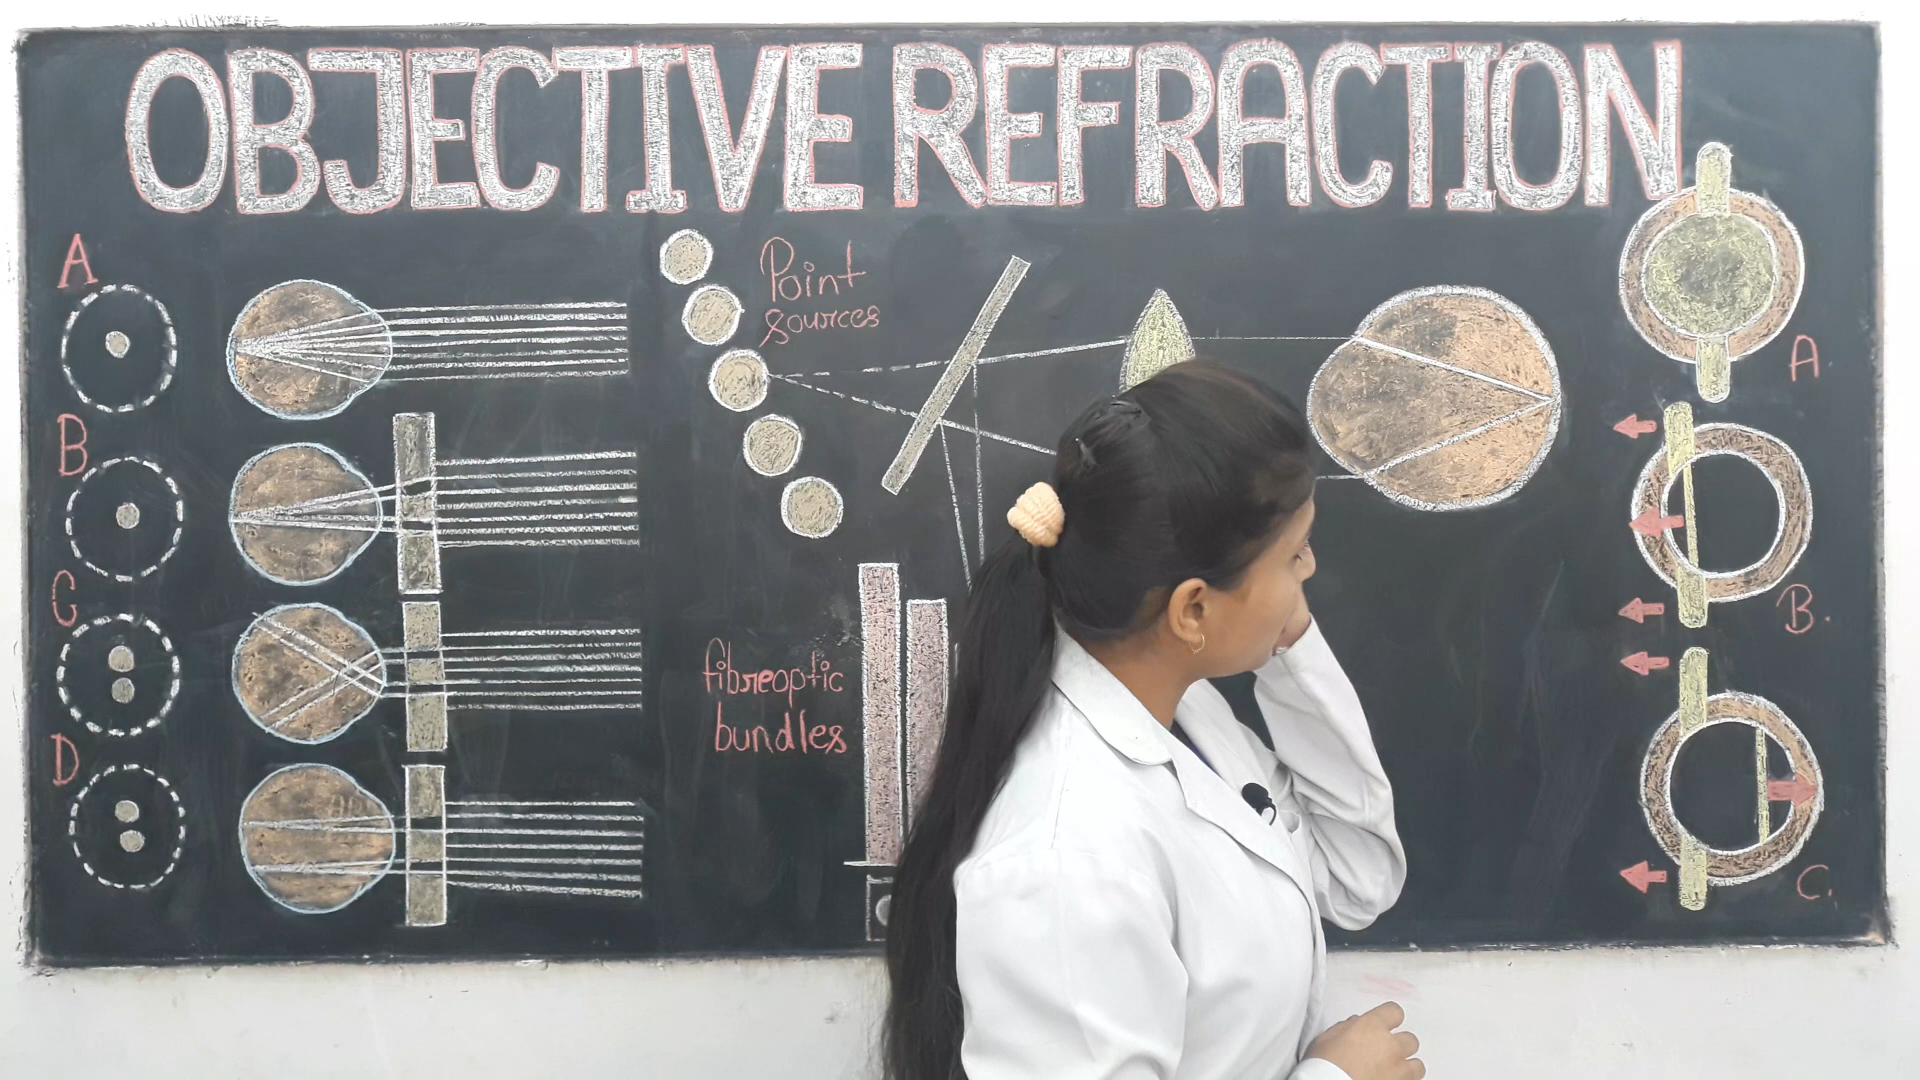 OBJECTIVE REFRACTION
A
B
C
D
Point
sources
fibreoptic
bundles
A.
B.
C.